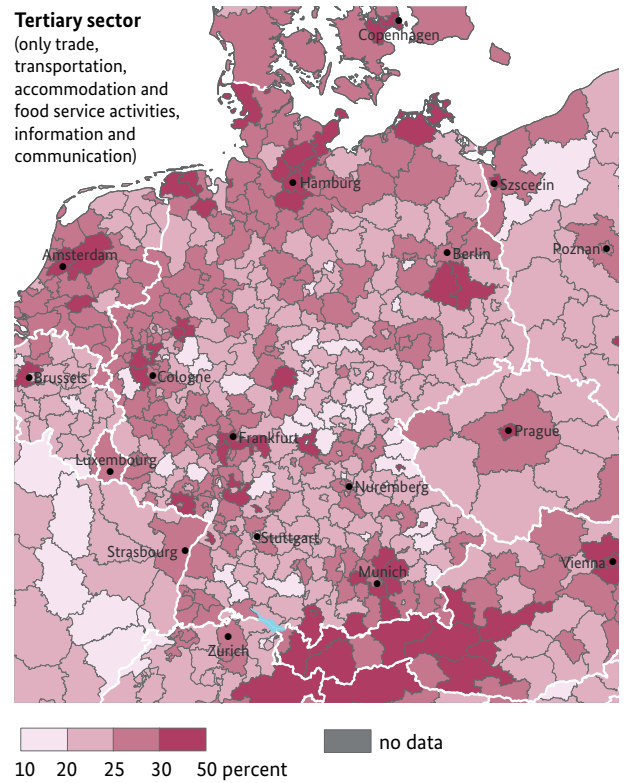 Tertiary sector
(only trade,
transportation,
accommodation and
food service activities,
information and
communication)
Copenhagen
Hamburg
Szscecin
Amsterdam
Berlin
Poznan
Brussels
Cologne
Frankfurt
Prague
Luxembourg
Nuremberg
Strasbourg
Stuttgart
Munich
Vienna
Zurich
no data
10 20 25 30 50 percent